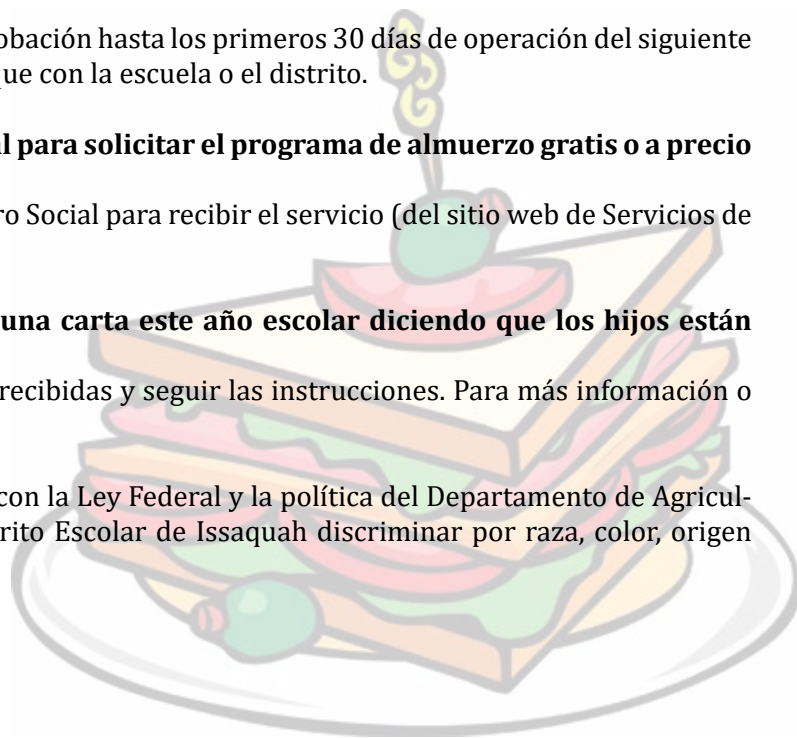 obación hasta los primeros 30 días de operación del siguiente
que con la escuela o el distrito.
al para solicitar el programa de almuerzo gratis o a precio
ro Social para recibir el servicio (del sitio web de Servicios de
una carta este año escolar diciendo que los hijos están
recibidas y seguir las instrucciones. Para más información o
con la Ley Federal y la política del Departamento de Agricul-
rito Escolar de Issaquah discriminar por raza, color, origen